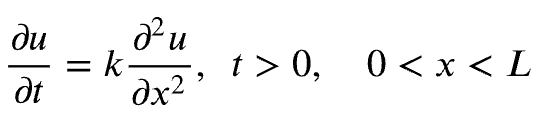 ∂u/∂t = k ∂²u/∂x², t > 0, 0 < x < L